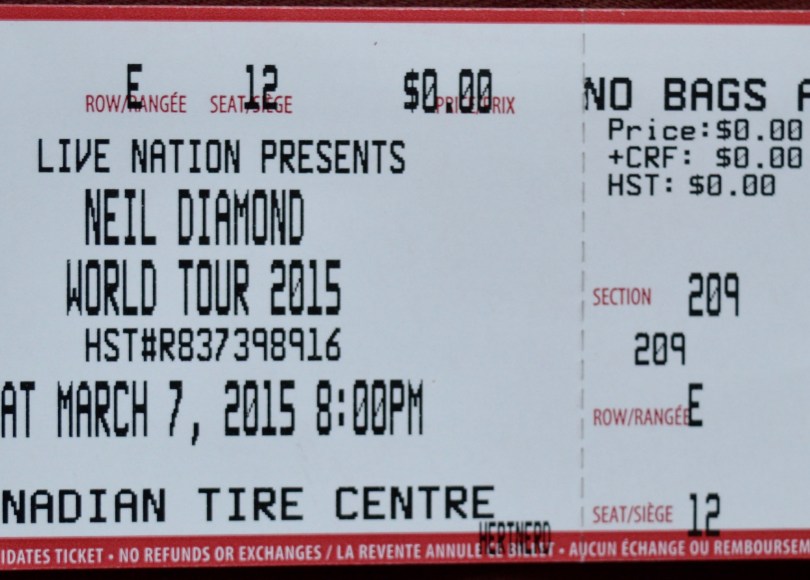 E 12 $0.00
ROW/RANGÉE SEAT/SIÈGE PRICE/PRIX
LIVE NATION PRESENTS
NEIL DIAMOND
WORLD TOUR 2015
HST#R837398916
AT MARCH 7, 2015 8:00PM
NADIAN TIRE CENTRE
IDATES TICKET • NO REFUNDS OR EXCHANGES / LA REVENTE ANNULE CE BILLET • AUCUN ÉCHANGE OU REMBOURSEM
NO BAGS A
Price:$0.00
+CRF: $0.00
HST: $0.00
SECTION 209
209
ROW/RANGÉE E
SEAT/SIÈGE 12